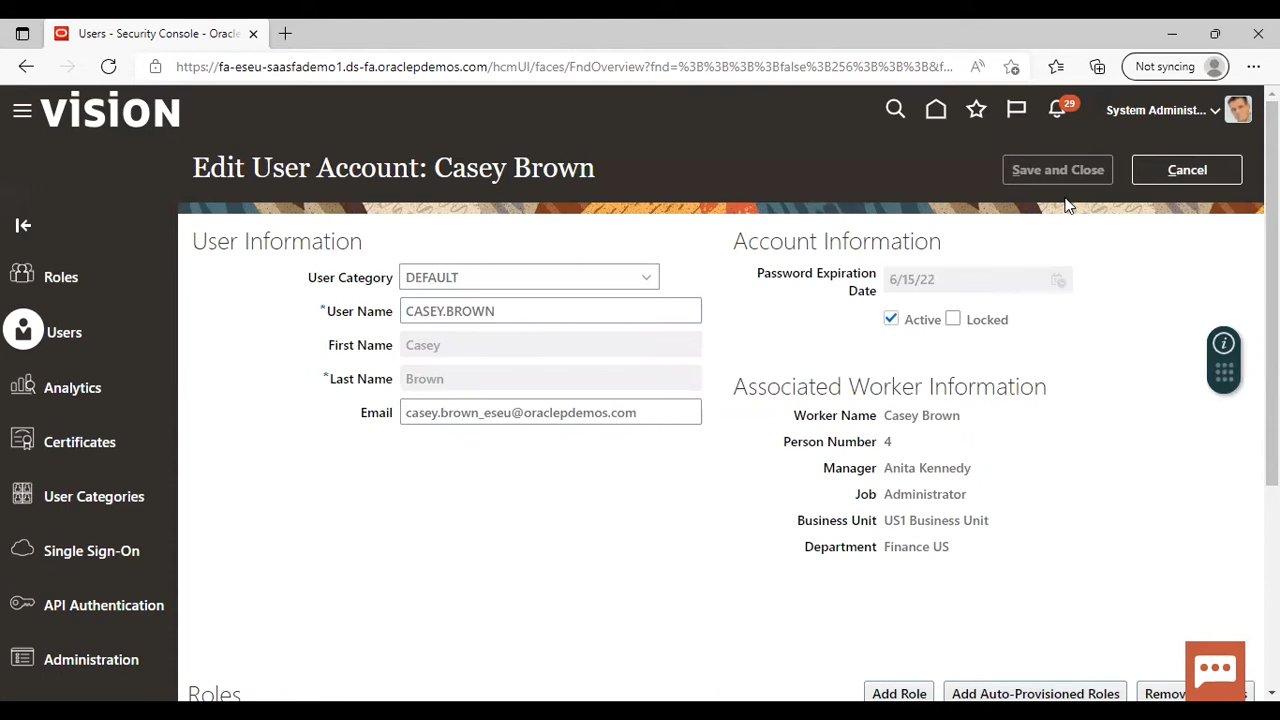 Users - Security Console - Oracle
https://fa-eseu-saasfademo1.ds-fa.oraclepdemos.com/hcmUI/faces/FndOverview?fnd=%3B%3B%3B%3Bfalse%3B256%3B%3B%3B&f...
Not syncing
VISION
29
System Administ...
Edit User Account: Casey Brown
Save and Close
Cancel
User Information
User Category DEFAULT
*User Name CASEY.BROWN
First Name Casey
*Last Name Brown
Email casey.brown_eseu@oraclepdemos.com
Account Information
Password Expiration
Date
6/15/22
Active
Locked
Associated Worker Information
Worker Name Casey Brown
Person Number 4
Manager Anita Kennedy
Job Administrator
Business Unit US1 Business Unit
Department Finance US
Roles
Users
Analytics
Certificates
User Categories
Single Sign-On
API Authentication
Administration
Roles
Add Role
Add Auto-Provisioned Roles